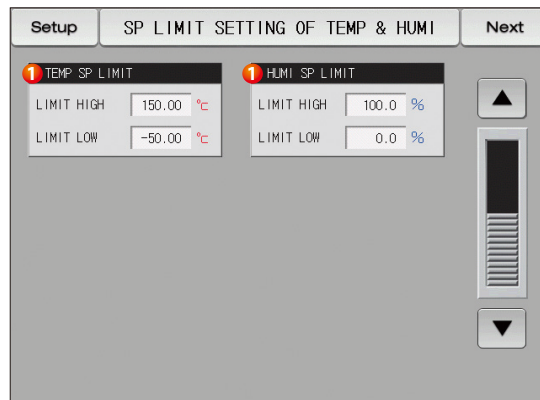 Setup SP LIMIT SETTING OF TEMP & HUMI Next
1 TEMP SP LIMIT
LIMIT HIGH 150.00 ℃
LIMIT LOW -50.00 ℃
1 HUMI SP LIMIT
LIMIT HIGH 100.0 %
LIMIT LOW 0.0 %